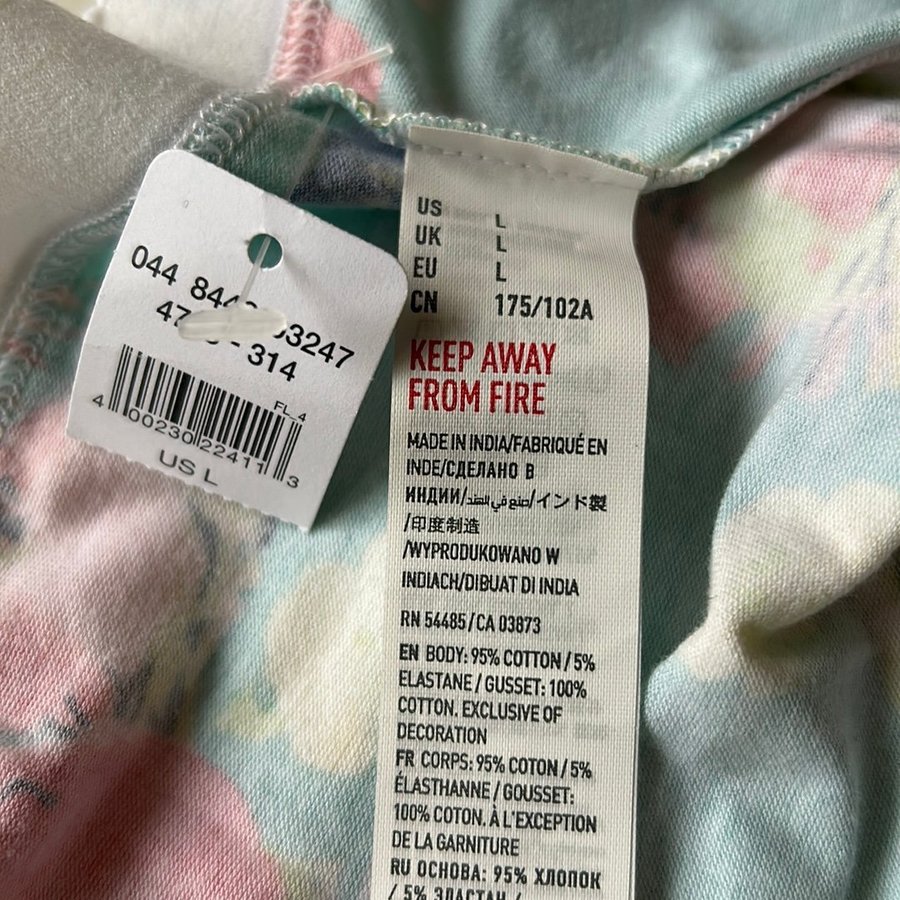 044 844 3247
47 - 314
FL_4
4 00230 22411 3
US L
US L
UK L
EU L
CN 175/102A
KEEP AWAY
FROM FIRE
MADE IN INDIA/FABRIQUÉ EN
INDE/СДЕЛАНО В
ИНДИИ/صنع في الهند/インド製
/印度制造
/WYPRODUKOWANO W
INDIACH/DIBUAT DI INDIA
RN 54485/CA 03873
EN BODY: 95% COTTON/5%
ELASTANE/GUSSET: 100%
COTTON. EXCLUSIVE OF
DECORATION
FR CORPS: 95% COTON/5%
ÉLASTHANNE/GOUSSET:
100% COTON. À L'EXCEPTION
DE LA GARNITURE
RU ОСНОВА: 95% ХЛОПОК
/ 5% ЭЛАСТАН /